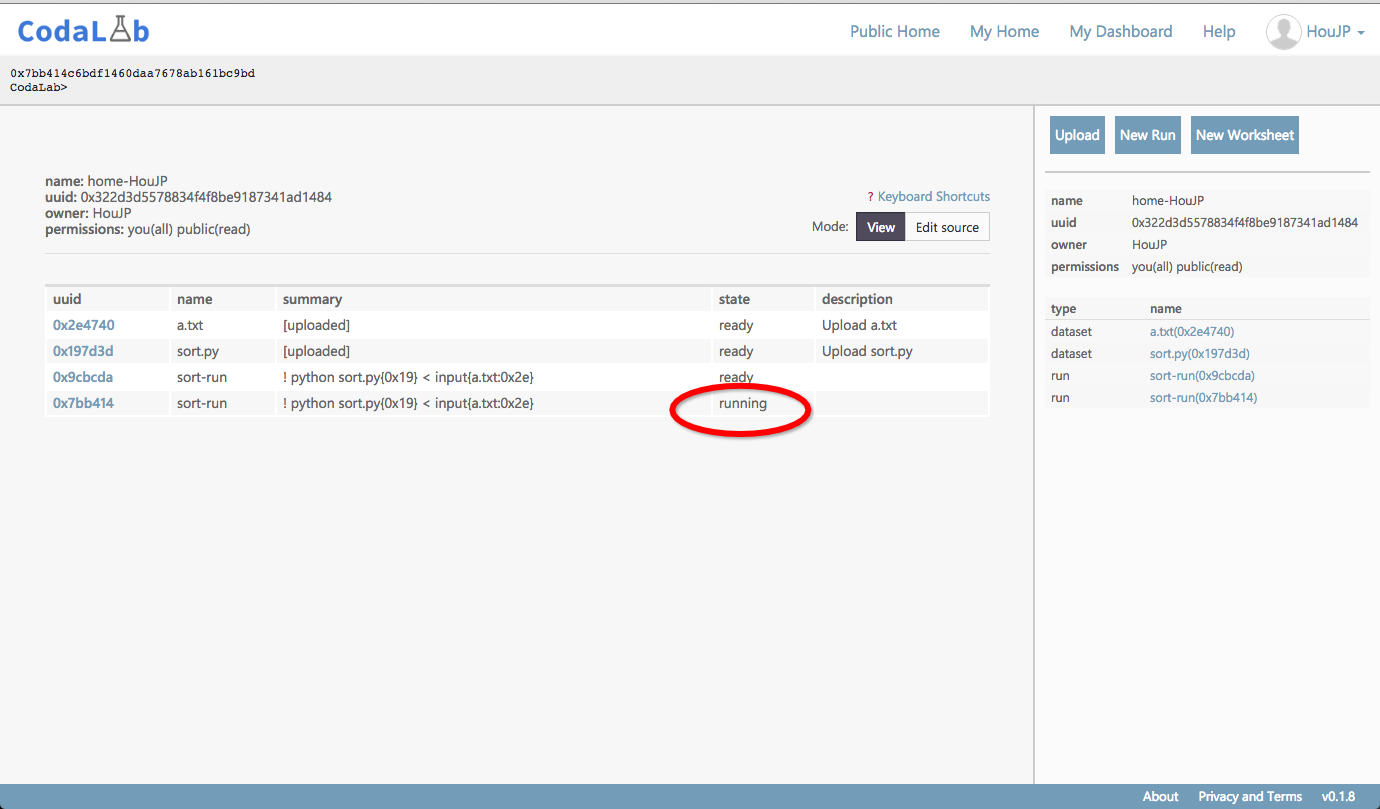 CodaLab
Public Home My Home My Dashboard Help HouJP
0x7bb414c6bdf1460daa7678ab161bc9bd
CodaLab>
Upload New Run New Worksheet
name: home-HouJP
uuid: 0x322d3d5578834f4f8be9187341ad1484
owner: HouJP
permissions: you(all) public(read)
? Keyboard Shortcuts
Mode: View Edit source
uuid name summary state description
0x2e4740 a.txt [uploaded] ready Upload a.txt
0x197d3d sort.py [uploaded] ready Upload sort.py
0x9cbcda sort-run ! python sort.py{0x19} < input{a.txt:0x2e} ready
0x7bb414 sort-run ! python sort.py{0x19} < input{a.txt:0x2e} running
name home-HouJP
uuid 0x322d3d5578834f4f8be9187341ad1484
owner HouJP
permissions you(all) public(read)
type name
dataset a.txt(0x2e4740)
dataset sort.py(0x197d3d)
run sort-run(0x9cbcda)
run sort-run(0x7bb414)
About Privacy and Terms v0.1.8